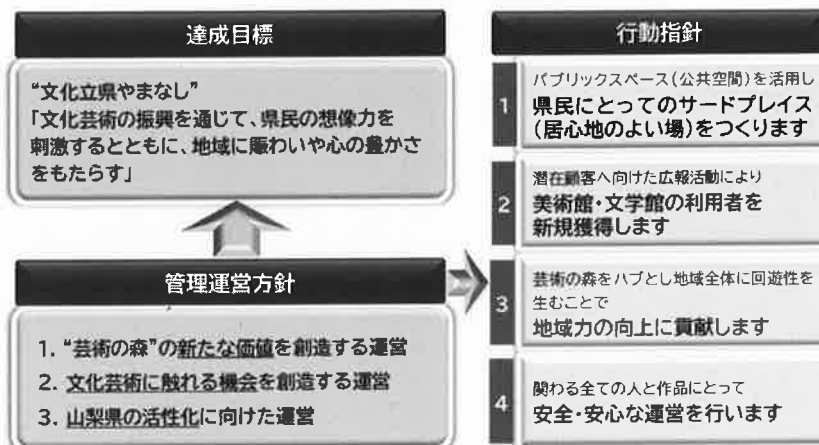 達成目標
“文化立県やまなし”
「文化芸術の振興を通じて、県民の想像力を
刺激するとともに、地域に賑わいや心の豊かさ
をもたらす」
管理運営方針
1. “芸術の森”の新たな価値を創造する運営
2. 文化芸術に触れる機会を創造する運営
3. 山梨県の活性化に向けた運営
行動指針
1
パブリックスペース(公共空間)を活用し
県民にとってのサードプレイス
(居心地のよい場)をつくります
2
潜在顧客へ向けた広報活動により
美術館・文学館の利用者を
新規獲得します
3
芸術の森をハブとし地域全体に回遊性を
生むことで
地域力の向上に貢献します
4
関わる全ての人と作品にとって
安全・安心な運営を行います